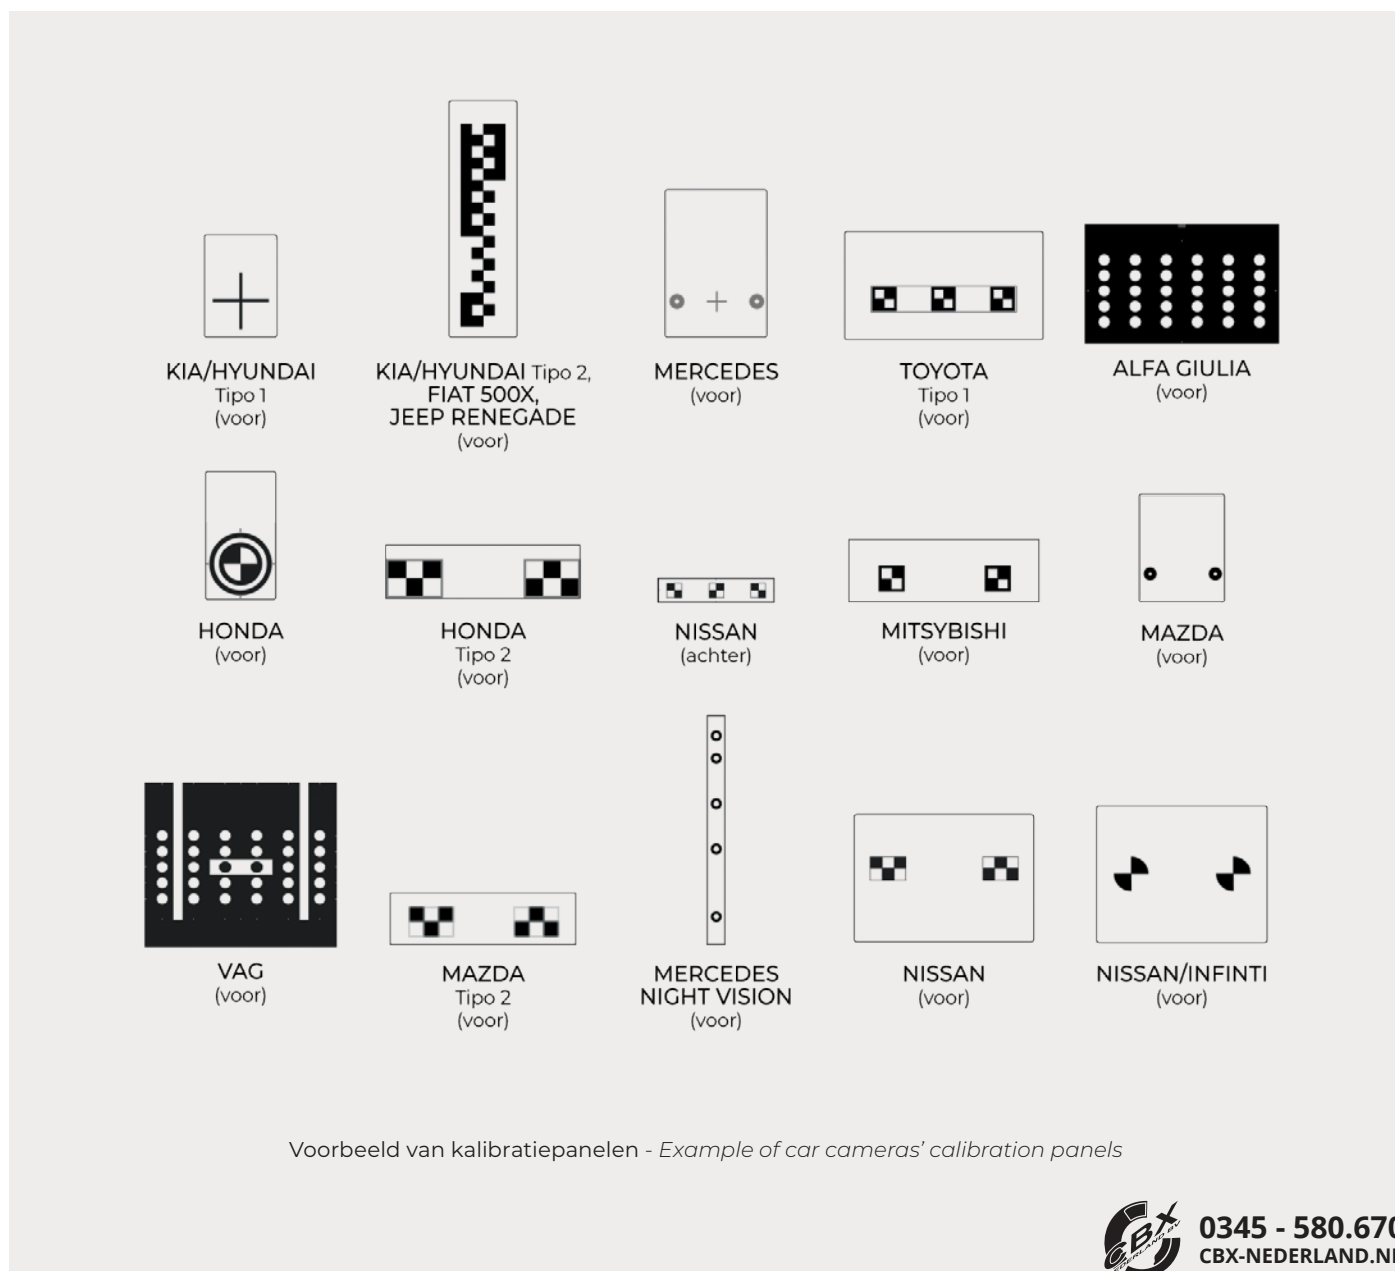 KIA/HYUNDAI
Tipo 1
(voor)
KIA/HYUNDAI Tipo 2,
FIAT 500X,
JEEP RENEGADE
(voor)
MERCEDES
(voor)
TOYOTA
Tipo 1
(voor)
ALFA GIULIA
(voor)
HONDA
(voor)
HONDA
Tipo 2
(voor)
NISSAN
(achter)
MITSYBISHI
(voor)
MAZDA
(voor)
VAG
(voor)
MAZDA
Tipo 2
(voor)
MERCEDES
NIGHT VISION
(voor)
NISSAN
(voor)
NISSAN/INFINTI
(voor)
Voorbeeld van kalibratiepanelen - Example of car cameras' calibration panels
CBX
0345 - 580.670
CBX-NEDERLAND.NL